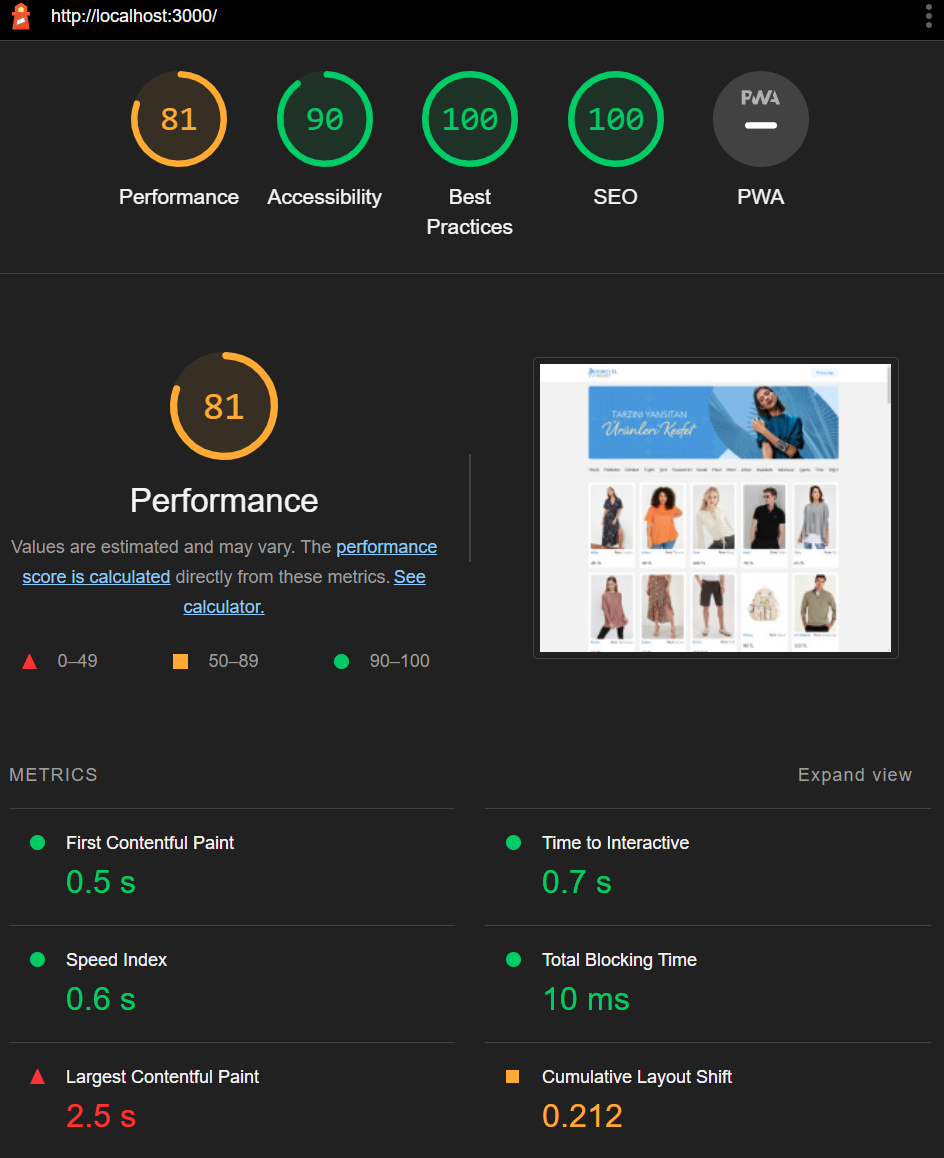 http://localhost:3000/
81
90
100
100
PWA
Performance
Accessibility
Best
Practices
SEO
PWA
81
Performance
Values are estimated and may vary. The performance
score is calculated directly from these metrics. See
calculator.
0–49
50–89
90–100
TARZINI YANSITAN
Ürünleri Keşfet
METRICS
Expand view
First Contentful Paint
0.5 s
Time to Interactive
0.7 s
Speed Index
0.6 s
Total Blocking Time
10 ms
Largest Contentful Paint
2.5 s
Cumulative Layout Shift
0.212